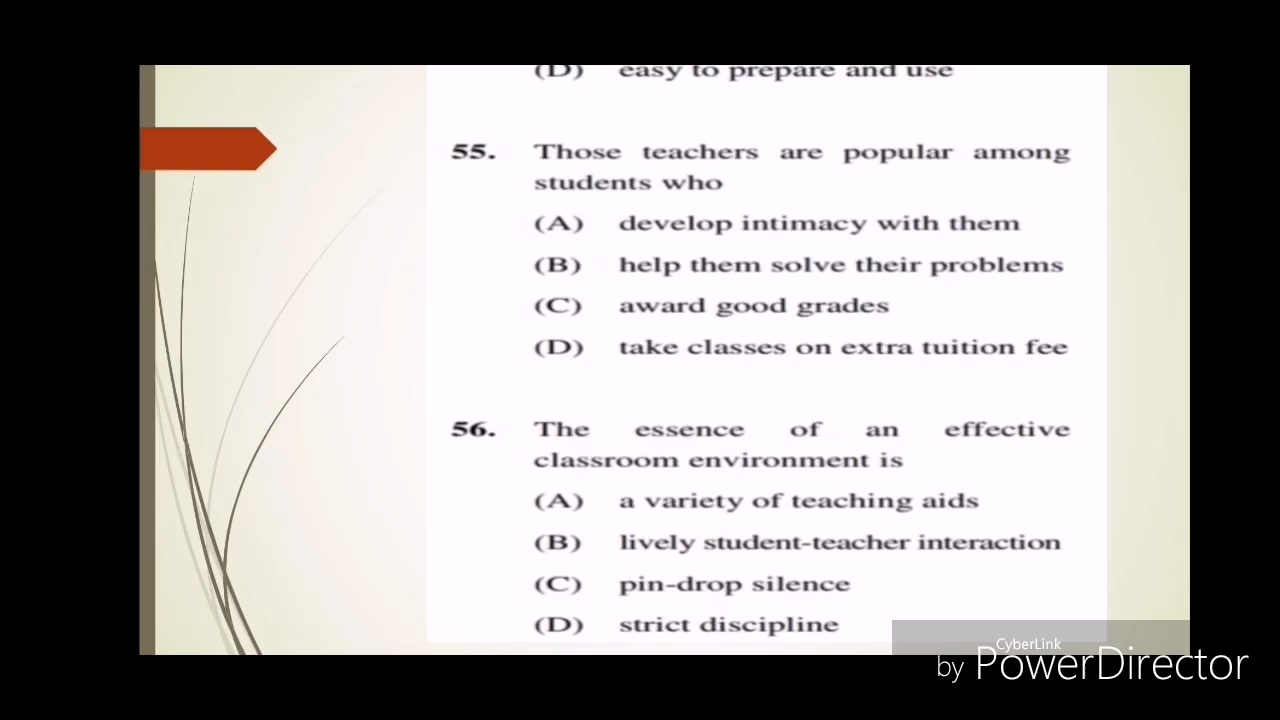 (D) easy to prepare and use
55. Those teachers are popular among
students who
(A) develop intimacy with them
(B) help them solve their problems
(C) award good grades
(D) take classes on extra tuition fee
56. The essence of an effective
classroom environment is
(A) a variety of teaching aids
(B) lively student-teacher interaction
(C) pin-drop silence
(D) strict discipline
CyberLink
by PowerDirector